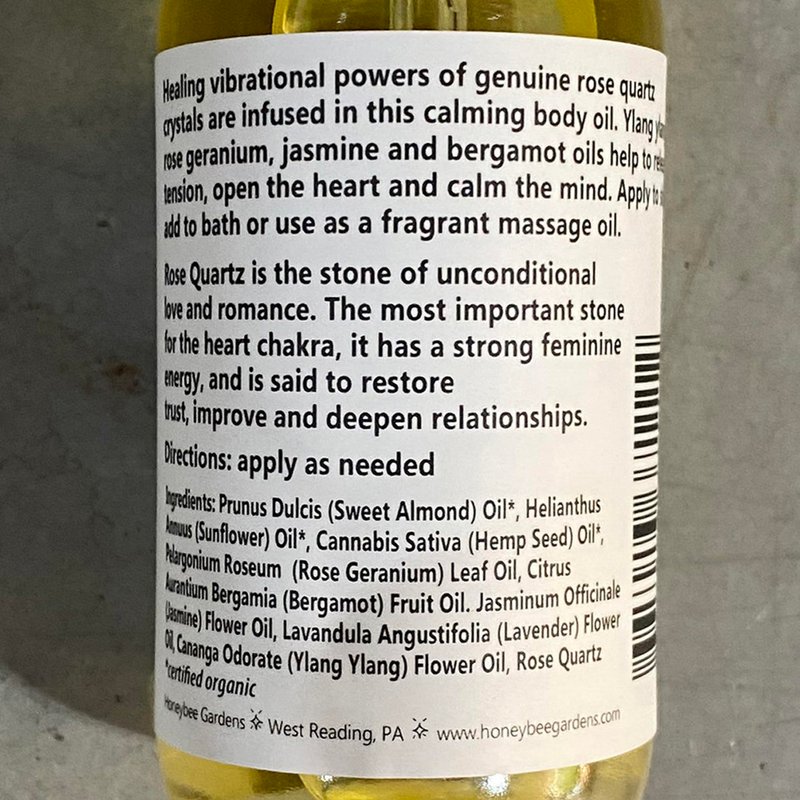 Healing vibrational powers of genuine rose quartz
crystals are infused in this calming body oil. Ylang
rose geranium, jasmine and bergamot oils help to
tension, open the heart and calm the mind. Apply to
add to bath or use as a fragrant massage oil.
Rose Quartz is the stone of unconditional
love and romance. The most important stone
for the heart chakra, it has a strong feminine
energy, and is said to restore
trust, improve and deepen relationships.
Directions: apply as needed
Ingredients: Prunus Dulcis (Sweet Almond) Oil*, Helianthus
Annuus (Sunflower) Oil*, Cannabis Sativa (Hemp Seed) Oil*,
Pelargonium Roseum (Rose Geranium) Leaf Oil, Citrus
Aurantium Bergamia (Bergamot) Fruit Oil. Jasminum Officinale
(Jasmine) Flower Oil, Lavandula Angustifolia (Lavender) Flower
Oil, Cananga Odorate (Ylang Ylang) Flower Oil, Rose Quartz
*certified organic
Honeybee Gardens West Reading, PA www.honeybeegardens.com